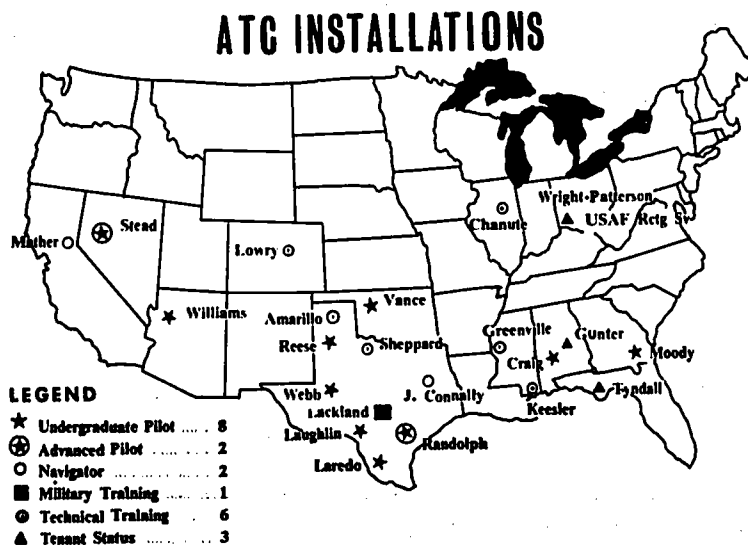 ATC INSTALLATIONS
Wright-Patterson
USAF Rctg Sv
Chanute
Stead
Mather
Lowry
Vance
Williams
Amarillo
Reese
Sheppard
Greenville
Gunter
Craig
Moody
Webb
J. Connally
Tyndall
Keesler
Lackland
Laughlin
Randolph
Laredo
LEGEND
Undergraduate Pilot ..... 8
Advanced Pilot ..... 2
Navigator ..... 2
Military Training ..... 1
Technical Training 6
Tenant Status ..... 3